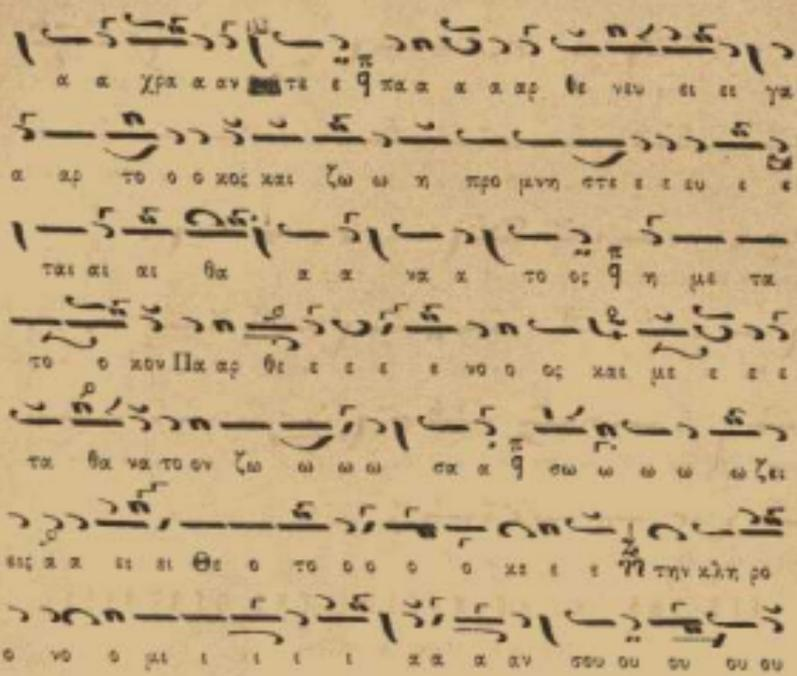 α α χρα α αν τε ε πα α α α αρ θε νευ ει ει γα
α αρ το ο ο κος και ζω ω η προ μνη στε ε ε ευ ε ε
ται αι αι θα α α να α το ος η με τα
το ο κον Πα αρ θε ε ε ε ε νο ο ος και με ε ε ε
τα θα να το ον ζω ω ω ω σα α σω ω ω ω ω ζει
εις α α ει ει Θε ο το ο ο ο ο κε ε ε την κλη ρο
ο νο ο μι ι ι ι ι α α α αν σου ου ου ου ου